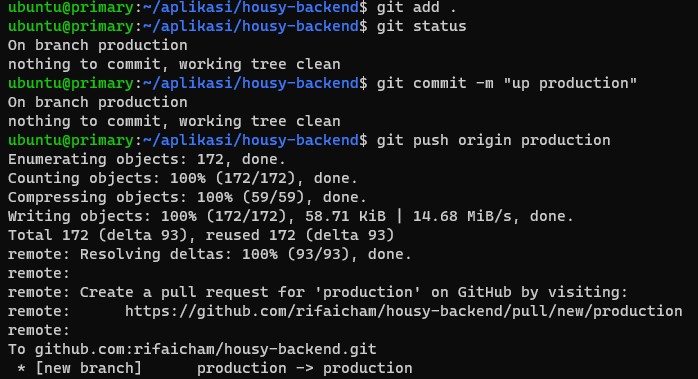 ubuntu@primary:~/aplikasi/housy-backend$ git add .
ubuntu@primary:~/aplikasi/housy-backend$ git status
On branch production
nothing to commit, working tree clean
ubuntu@primary:~/aplikasi/housy-backend$ git commit -m "up production"
On branch production
nothing to commit, working tree clean
ubuntu@primary:~/aplikasi/housy-backend$ git push origin production
Enumerating objects: 172, done.
Counting objects: 100% (172/172), done.
Compressing objects: 100% (59/59), done.
Writing objects: 100% (172/172), 58.71 KiB | 14.68 MiB/s, done.
Total 172 (delta 93), reused 172 (delta 93)
remote: Resolving deltas: 100% (93/93), done.
remote:
remote: Create a pull request for 'production' on GitHub by visiting:
remote:      https://github.com/rifaicham/housy-backend/pull/new/production
remote:
To github.com:rifaicham/housy-backend.git
 * [new branch]      production -> production